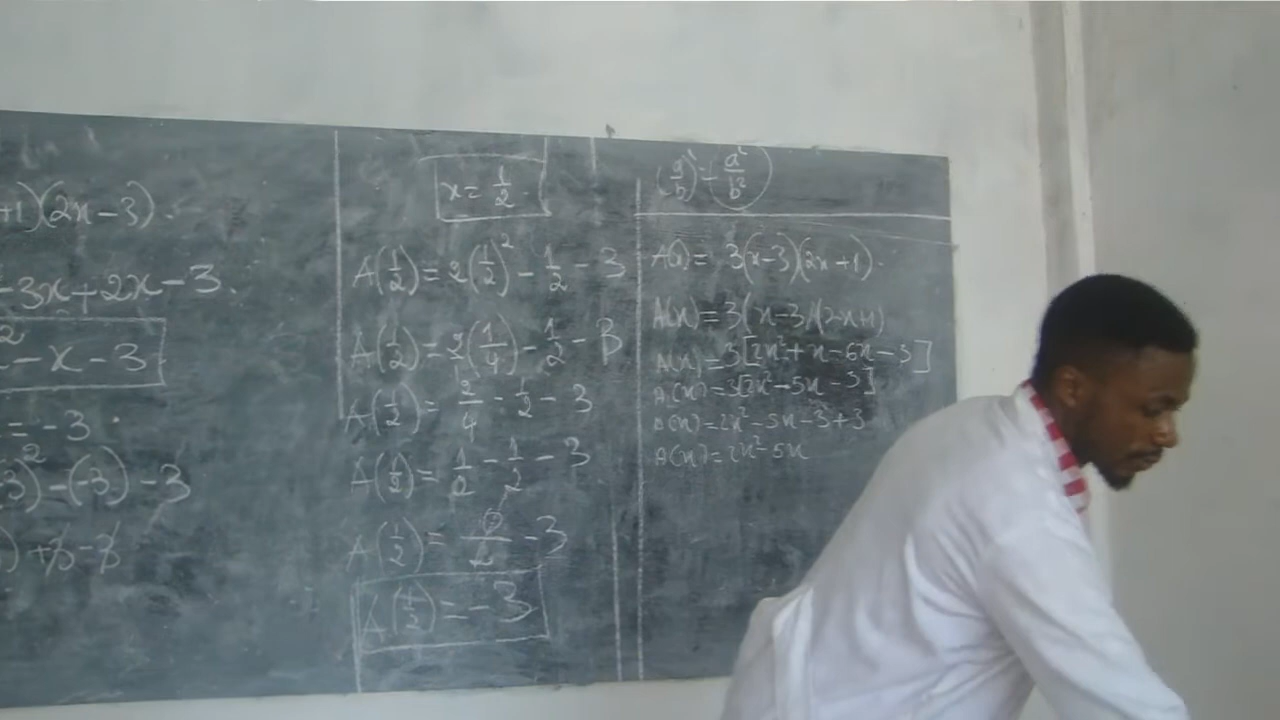 +1)(2x-3).
-3x+2x-3.
² - x - 3
= -3.
3)² - (-3) - 3
) + 3 - 3
x = 1/2
A(1/2) = 2(1/2)² - 1/2 - 3
A(1/2) = 2(1/4) - 1/2 - 3
A(1/2) = 2/4 - 1/2 - 3
A(1/2) = 1/2 - 1/2 - 3
A(1/2) = 0/2 - 3
A(1/2) = -3
(a/b)² = a²/b²
A(x) = 3(x-3)(2x+1).
A(x) = 3(x-3)(2x+1)
A(x) = 3[2x²+x-6x-3]
A(x) = 3[2x²-5x-3]
A(x) = 2x²-5x-3+3
A(x) = 2x²-5x